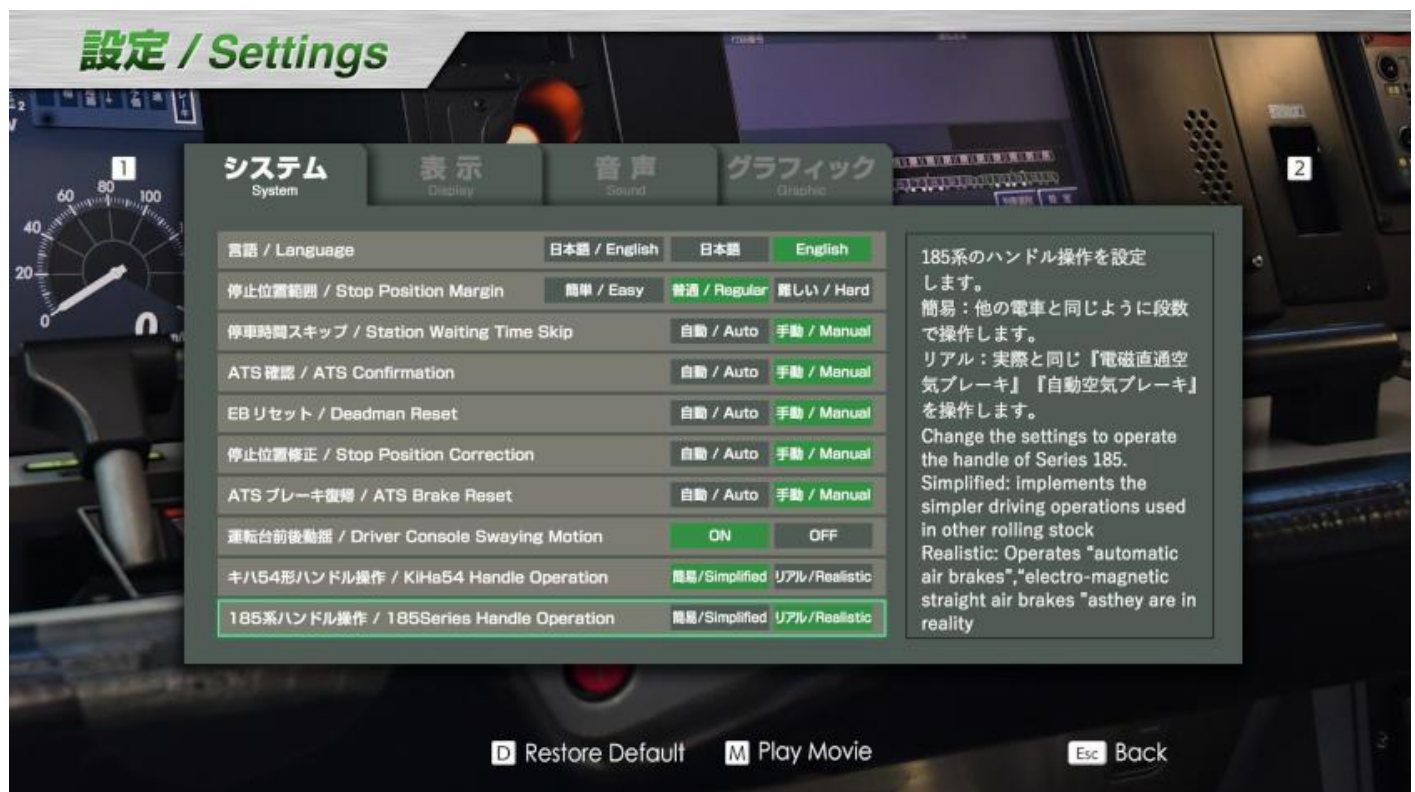 設定 / Settings
1
2
システム
System
表示
Display
音声
Sound
グラフィック
Graphic
20
40
60
80
100
0
0
言語 / Language 日本語 / English 日本語 English
停止位置範囲 / Stop Position Margin 簡単 / Easy 普通 / Regular 難しい / Hard
停車時間スキップ / Station Waiting Time Skip 自動 / Auto 手動 / Manual
ATS 確認 / ATS Confirmation 自動 / Auto 手動 / Manual
EB リセット / Deadman Reset 自動 / Auto 手動 / Manual
停止位置修正 / Stop Position Correction 自動 / Auto 手動 / Manual
ATS ブレーキ復帰 / ATS Brake Reset 自動 / Auto 手動 / Manual
運転台前後動揺 / Driver Console Swaying Motion ON OFF
キハ54形ハンドル操作 / KiHa54 Handle Operation 簡易/Simplified リアル/Realistic
185系ハンドル操作 / 185Series Handle Operation 簡易/Simplified リアル/Realistic
185系のハンドル操作を設定
します。
簡易：他の電車と同じように段数
で操作します。
リアル：実際と同じ『電磁直通空
気ブレーキ』『自動空気ブレーキ』
を操作します。
Change the settings to operate
the handle of Series 185.
Simplified: implements the
simpler driving operations used
in other rolling stock
Realistic: Operates "automatic
air brakes","electro-magnetic
straight air brakes "asthey are in
reality
D Restore Default M Play Movie Esc Back